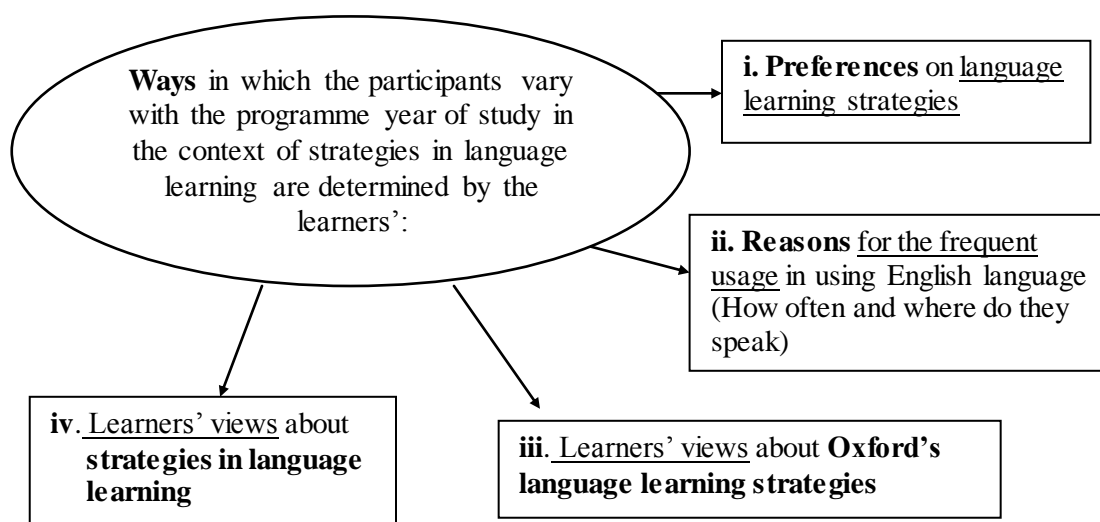 Ways in which the participants vary
with the programme year of study in
the context of strategies in language
learning are determined by the
learners’:
i. Preferences on language
learning strategies
ii. Reasons for the frequent
usage in using English language
(How often and where do they
speak)
iv. Learners’ views about
strategies in language
learning
iii. Learners’ views about Oxford’s
language learning strategies